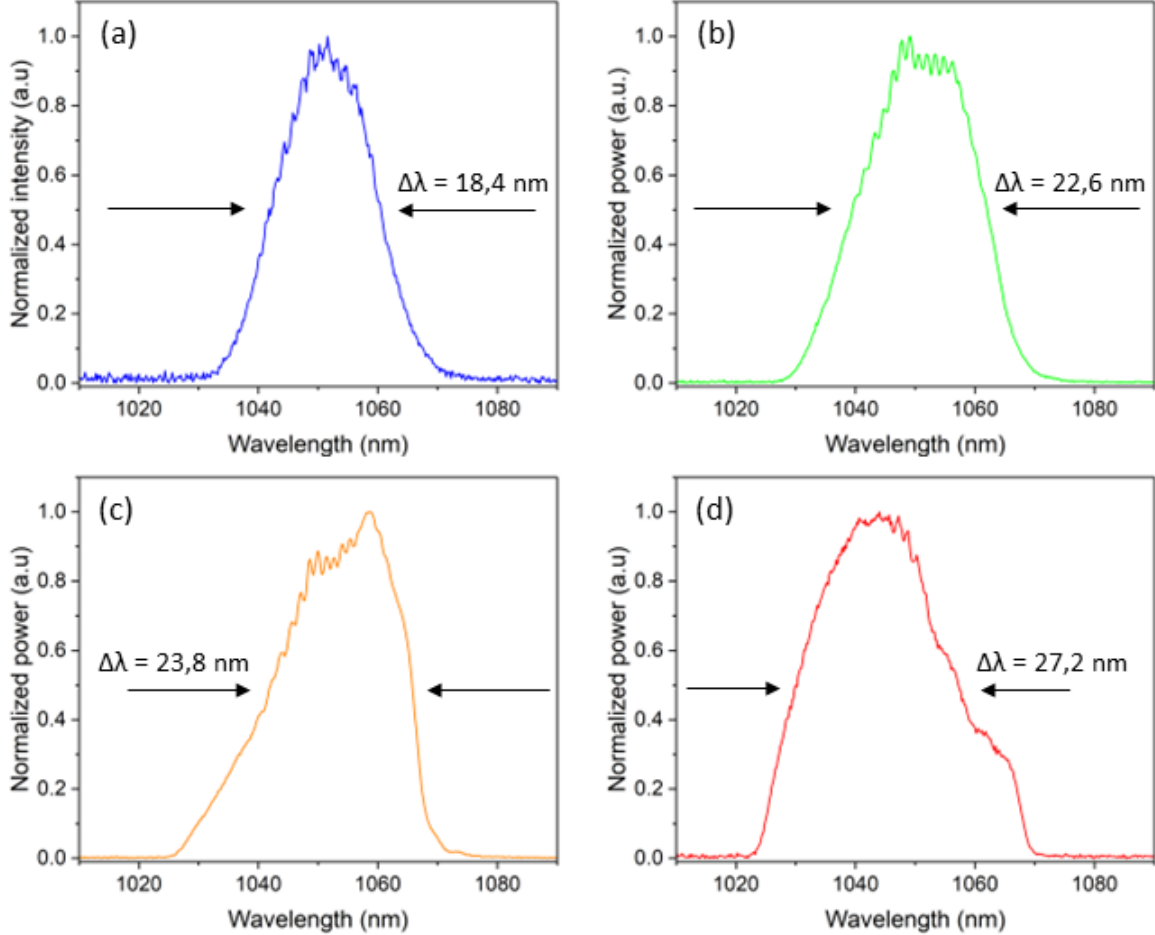 (a)
Normalized intensity (a.u)
1.0
0.8
0.6
0.4
0.2
0.0
Δλ = 18,4 nm
1020 1040 1060 1080
Wavelength (nm)
(b)
Normalized power (a.u.)
1.0
0.8
0.6
0.4
0.2
0.0
Δλ = 22,6 nm
1020 1040 1060 1080
Wavelength (nm)
(c)
Normalized power (a.u)
1.0
0.8
0.6
0.4
0.2
0.0
Δλ = 23,8 nm
1020 1040 1060 1080
Wavelength (nm)
(d)
Normalized power (a.u)
1.0
0.8
0.6
0.4
0.2
0.0
Δλ = 27,2 nm
1020 1040 1060 1080
Wavelength (nm)